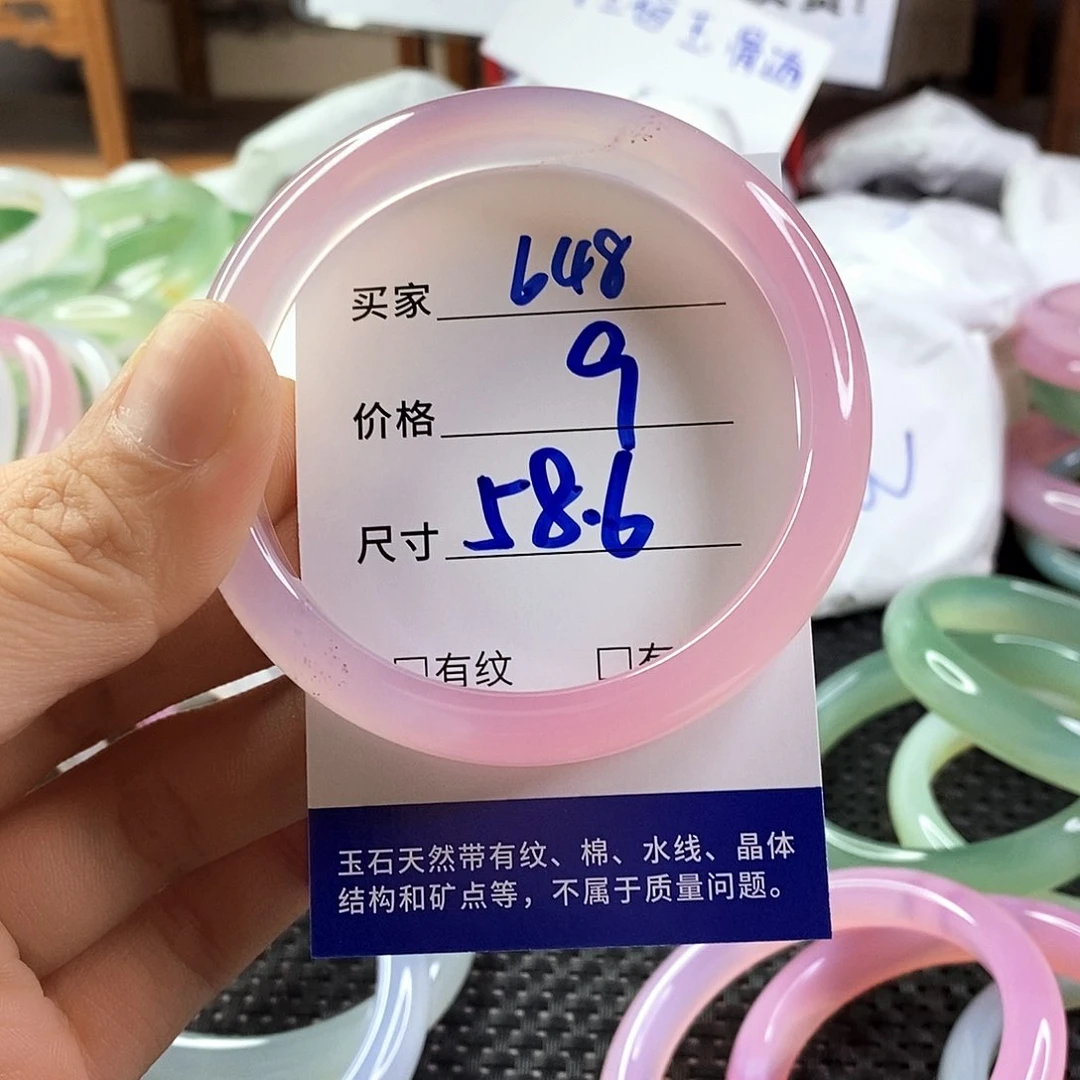 买家 648
价格 9
尺寸 58.6
□有纹 □有
玉石天然带有纹、棉、水线、晶体
结构和矿点等，不属于质量问题。